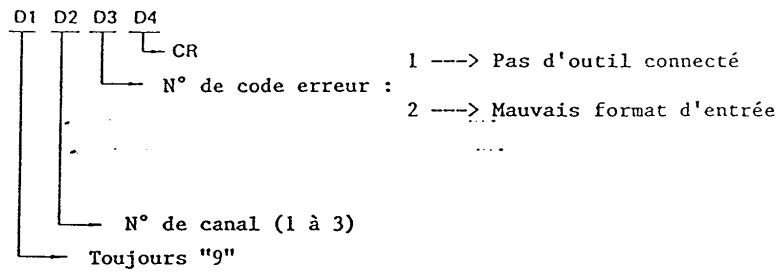 D1 D2 D3 D4
CR
1 ---> Pas d'outil connecté
N° de code erreur :
2 ---> Mauvais format d'entrée
N° de canal (1 à 3)
Toujours "9"